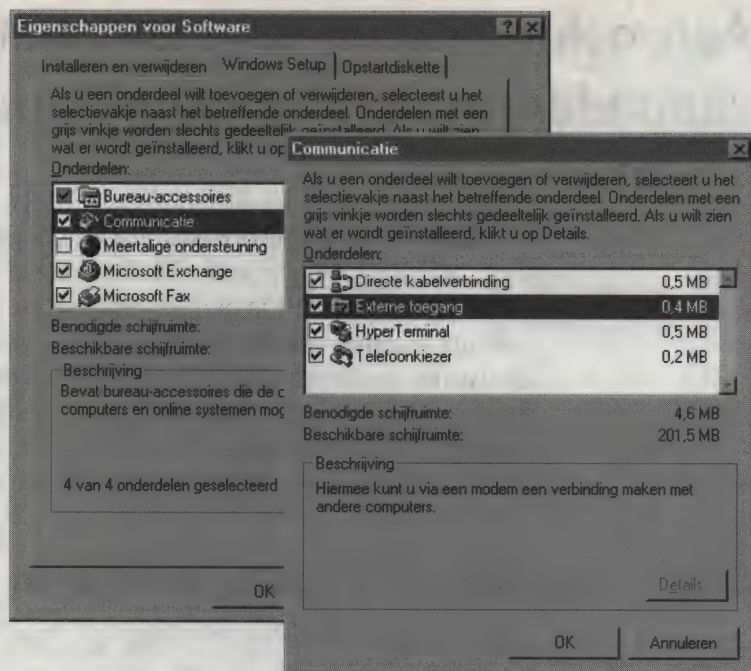 Eigenschappen voor Software
Installeren en verwijderen Windows Setup Opstartdiskette
Als u een onderdeel wilt toevoegen of verwijderen, selecteert u het
selectievakje naast het betreffende onderdeel. Onderdelen met een
grijs vinkje worden slechts gedeeltelijk geïnstalleerd. Als u wilt zien
wat er wordt geïnstalleerd, klikt u op
Onderdelen:
Bureau-accessoires
Communicatie
Meertalige ondersteuning
Microsoft Exchange
Microsoft Fax
Benodigde schijfruimte:
Beschikbare schijfruimte:
Beschrijving
Bevat bureau-accessoires die de
computers en online systemen mog
4 van 4 onderdelen geselecteerd
OK
Communicatie
Als u een onderdeel wilt toevoegen of verwijderen, selecteert u het
selectievakje naast het betreffende onderdeel. Onderdelen met een
grijs vinkje worden slechts gedeeltelijk geïnstalleerd. Als u wilt zien
wat er wordt geïnstalleerd, klikt u op Details.
Onderdelen:
Directe kabelverbinding 0,5 MB
Externe toegang 0,4 MB
HyperTerminal 0,5 MB
Telefoonkiezer 0,2 MB
Benodigde schijfruimte: 4,6 MB
Beschikbare schijfruimte: 201,5 MB
Beschrijving
Hiermee kunt u via een modem een verbinding maken met
andere computers.
Details...
OK Annuleren